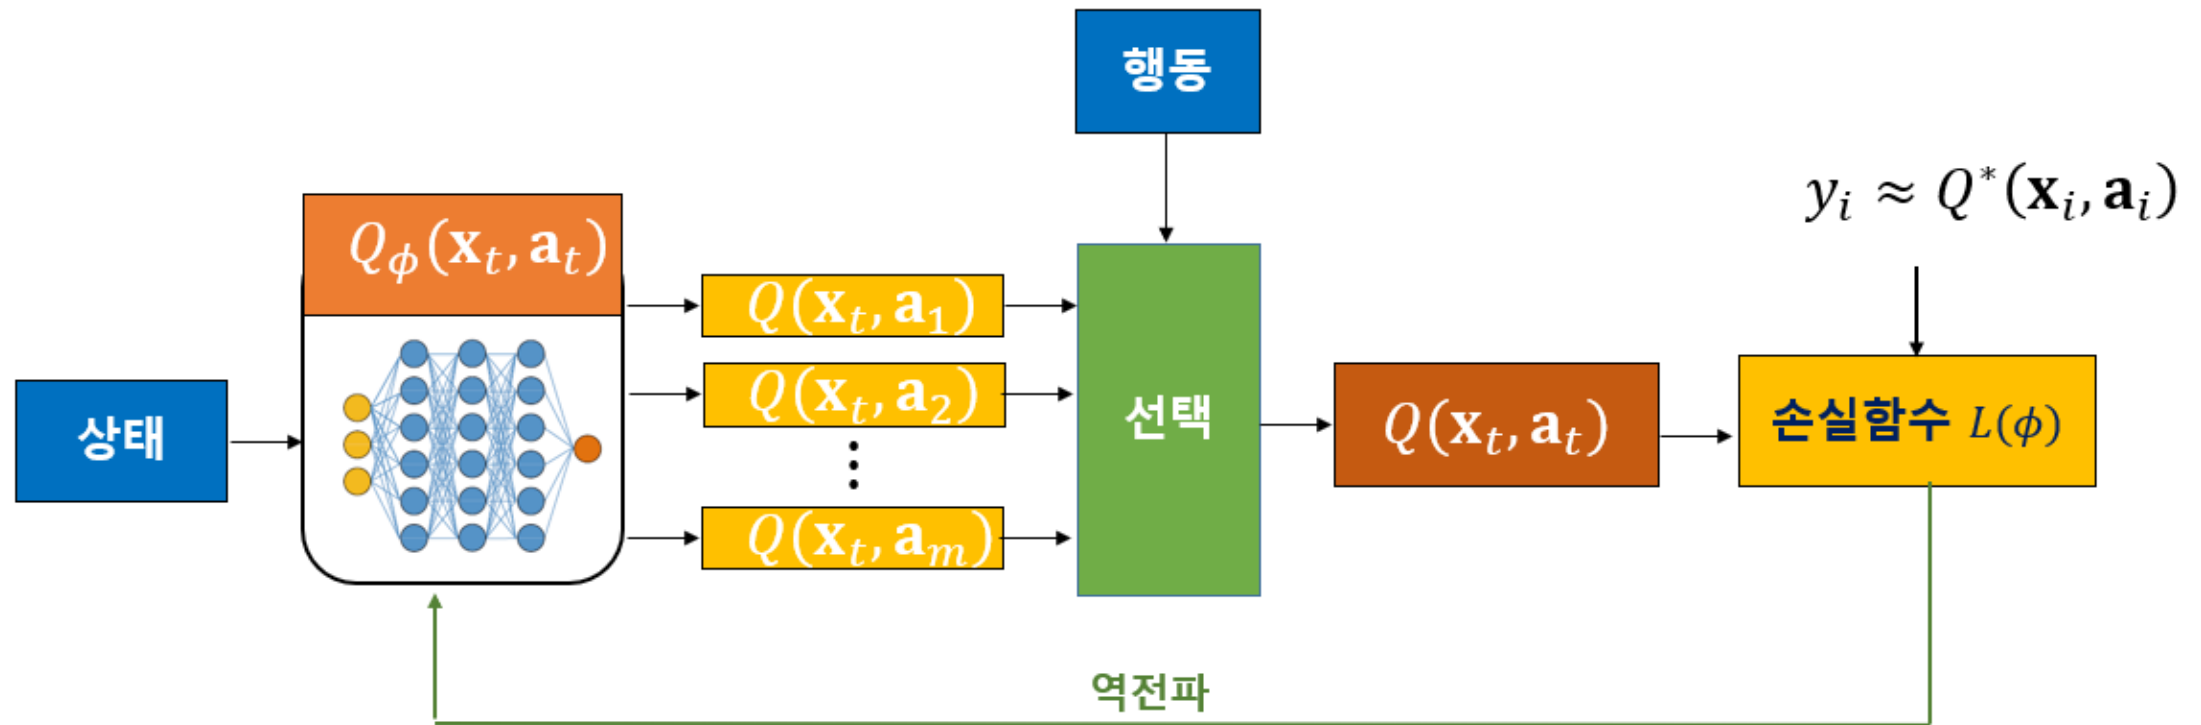 행동
y_i ≈ Q*(x_i, a_i)
Q_ϕ(x_t, a_t)
Q(x_t, a_1)
Q(x_t, a_2)
⋮
Q(x_t, a_m)
상태
선택
Q(x_t, a_t)
손실함수 L(ϕ)
역전파